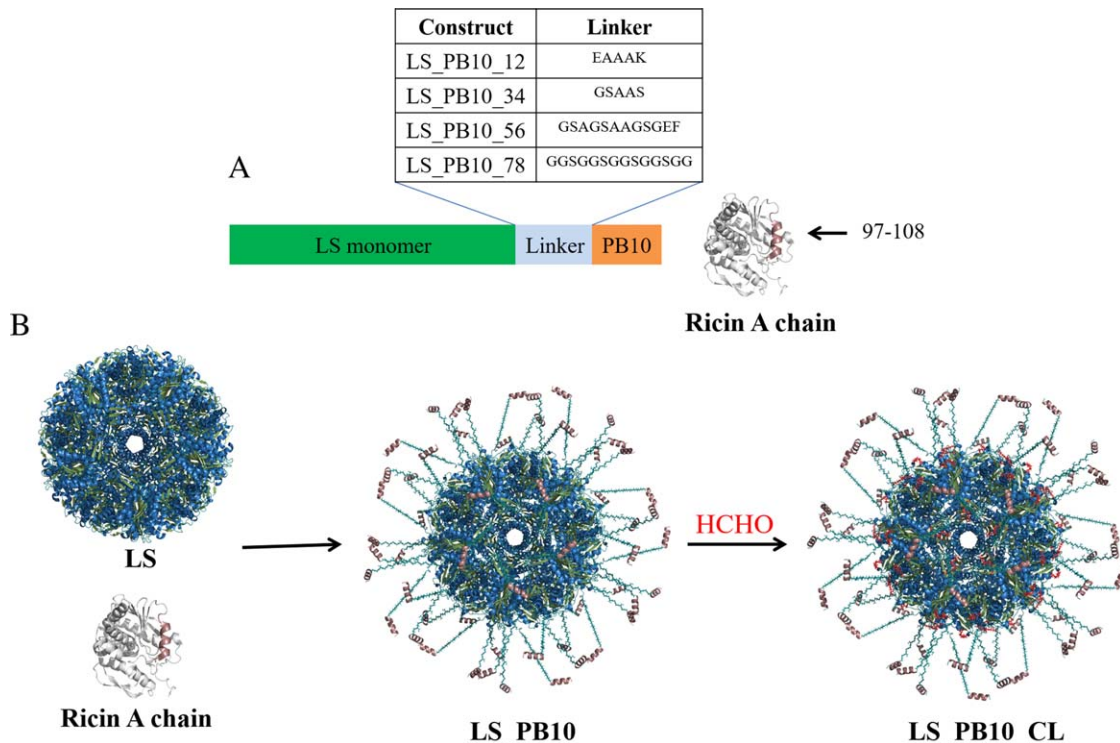 Construct Linker
LS_PB10_12 EAAAK
LS_PB10_34 GSAAS
LS_PB10_56 GSAGSAAGSGEF
LS_PB10_78 GGSGGSGGSGGSGG
A
LS monomer Linker PB10
97-108
Ricin A chain
B
LS
HCHO
Ricin A chain
LS PB10
LS PB10 CL